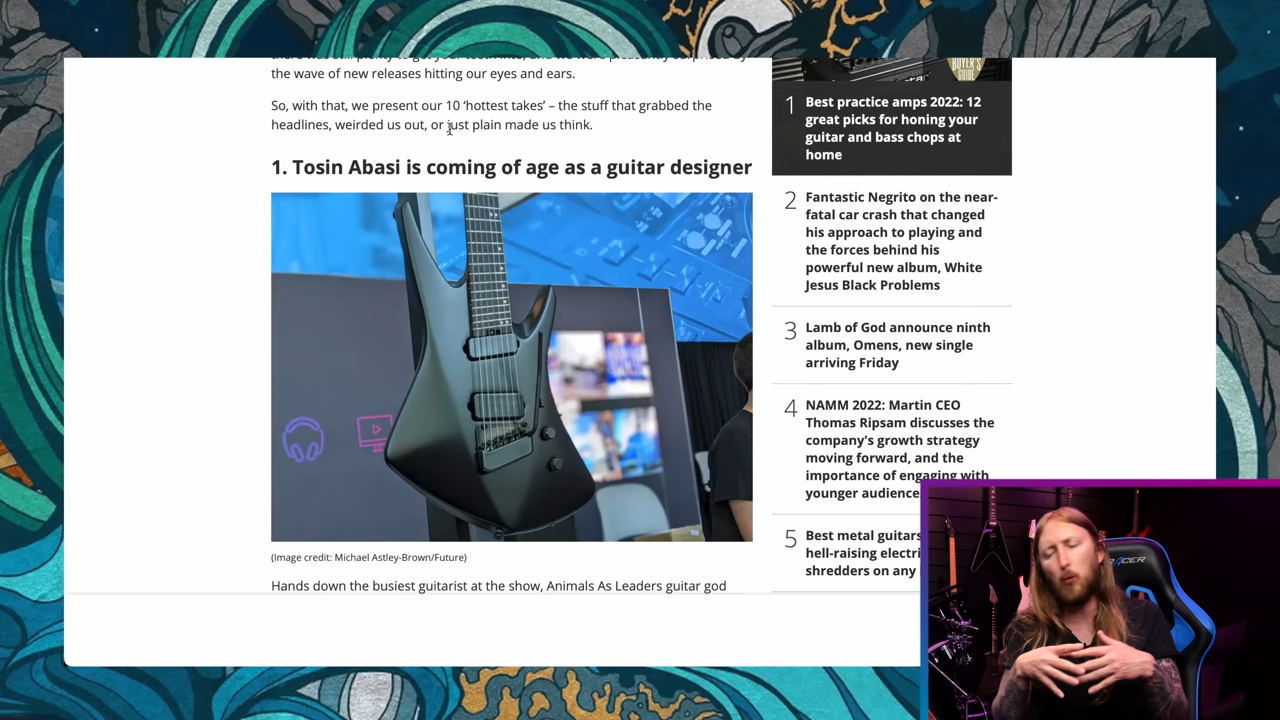 the wave of new releases hitting our eyes and ears.
So, with that, we present our 10 ‘hottest takes’ – the stuff that grabbed the
headlines, weirded us out, or just plain made us think.
1. Tosin Abasi is coming of age as a guitar designer
(Image credit: Michael Astley-Brown/Future)
Hands down the busiest guitarist at the show, Animals As Leaders guitar god
BUYER'S
GUIDE
1 Best practice amps 2022: 12
great picks for honing your
guitar and bass chops at
home
2 Fantastic Negrito on the near-
fatal car crash that changed
his approach to playing and
the forces behind his
powerful new album, White
Jesus Black Problems
3 Lamb of God announce ninth
album, Omens, new single
arriving Friday
4 NAMM 2022: Martin CEO
Thomas Ripsam discusses the
company's growth strategy
moving forward, and the
importance of engaging with
younger audience
5 Best metal guitars
hell-raising electri
shredders on any